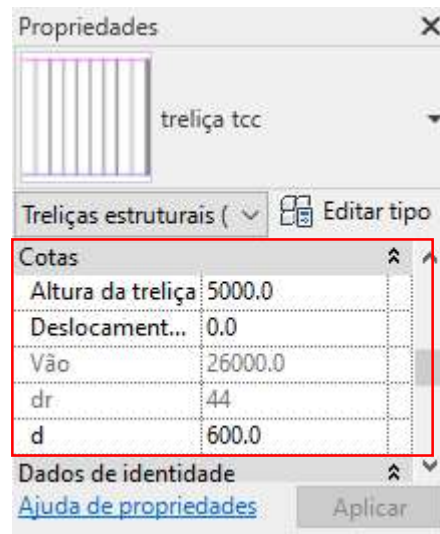 Propriedades
treliça tcc
Treliças estruturais ( Editar tipo
Cotas
Altura da treliça 5000.0
Deslocament... 0.0
Vão 26000.0
dr 44
d 600.0
Dados de identidade
Ajuda de propriedades Aplicar